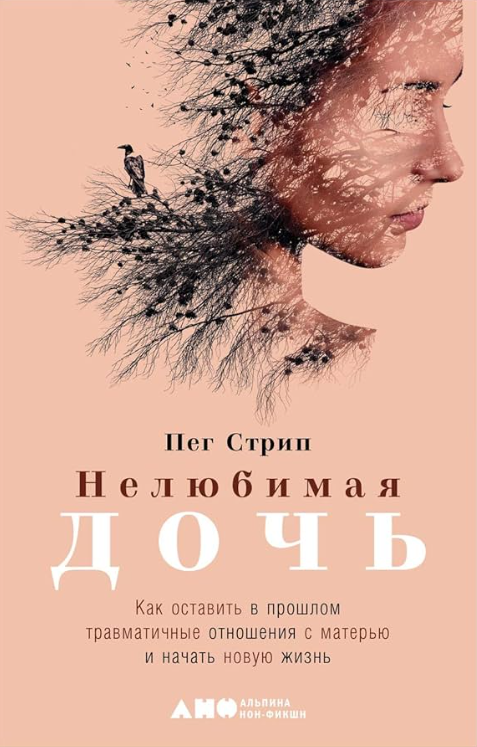 Пег Стрип
Нелюбимая
ДОЧЬ
Как оставить в прошлом
травматичные отношения с матерью
и начать новую жизнь
АНФ АЛЬПИНА
НОН-ФИКШН